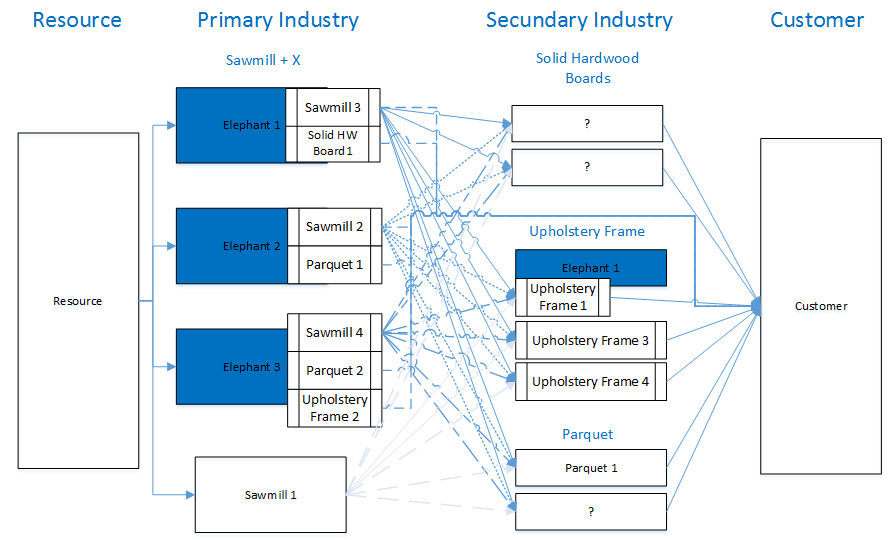 Resource
Primary Industry
Secundary Industry
Customer
Sawmill + X
Solid Hardwood
Boards
Elephant 1
Sawmill 3
Solid HW
Board1
Elephant 2
Sawmill 2
Parquet 1
Elephant 3
Sawmill 4
Parquet 2
Upholstery
Frame 2
Sawmill 1
Resource
?
?
Upholstery Frame
Elephant 1
Upholstery
Frame 1
Upholstery Frame 3
Upholstery Frame 4
Parquet
Parquet 1
?
Customer